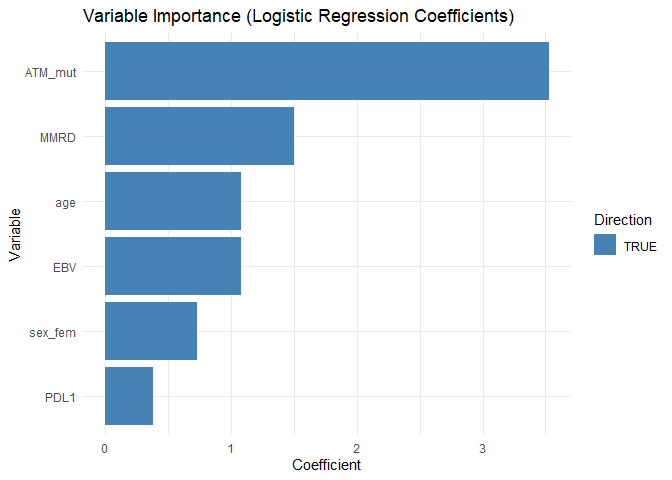 Variable Importance (Logistic Regression Coefficients)
ATM_mut
MMRD
age
EBV
sex_fem
PDL1
Variable
0
1
2
3
Coefficient
Direction
TRUE